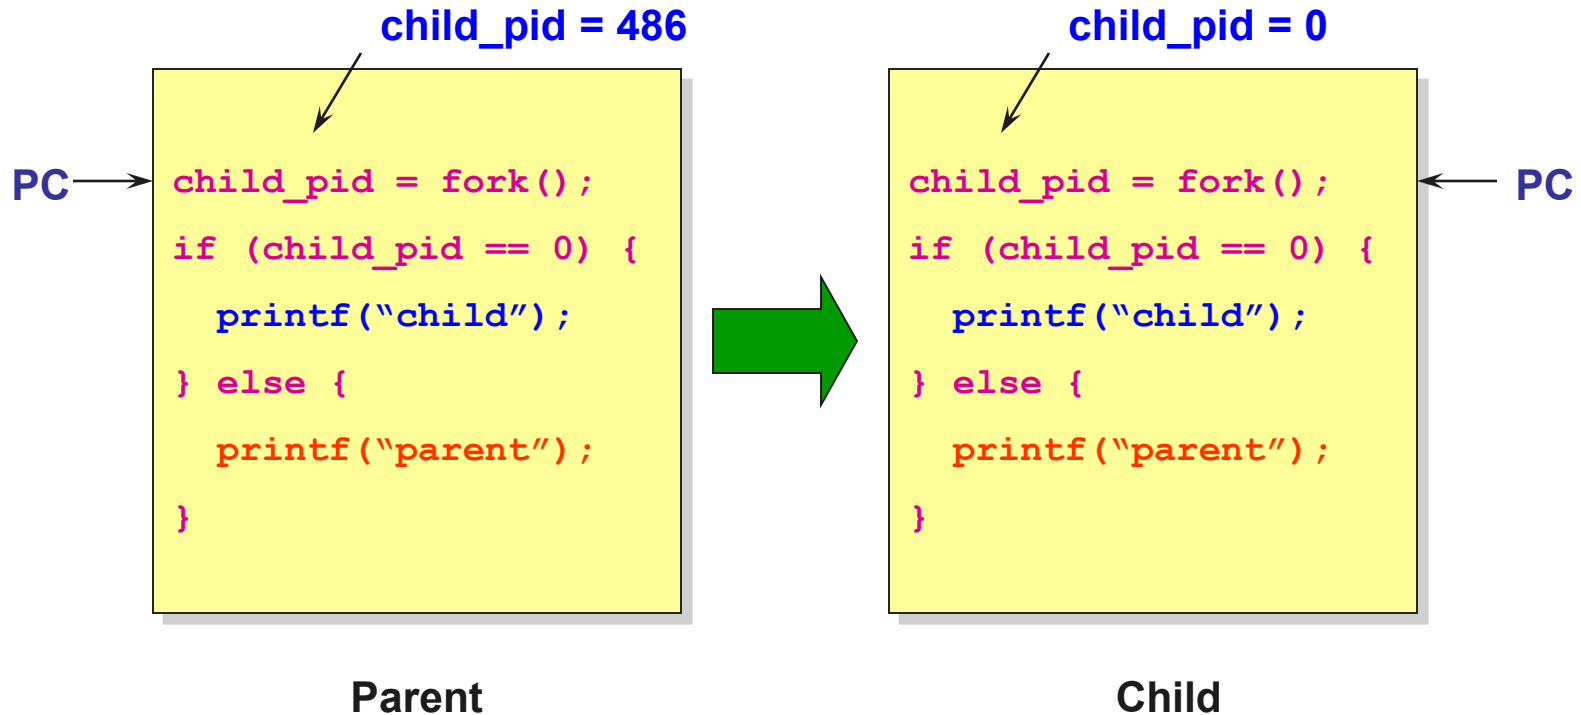 child_pid = 486
PC
child_pid = fork();
if (child_pid == 0) {
printf(“child”);
} else {
printf(“parent”);
}
Parent
child_pid = 0
child_pid = fork();
PC
if (child_pid == 0) {
printf(“child”);
} else {
printf(“parent”);
}
Child